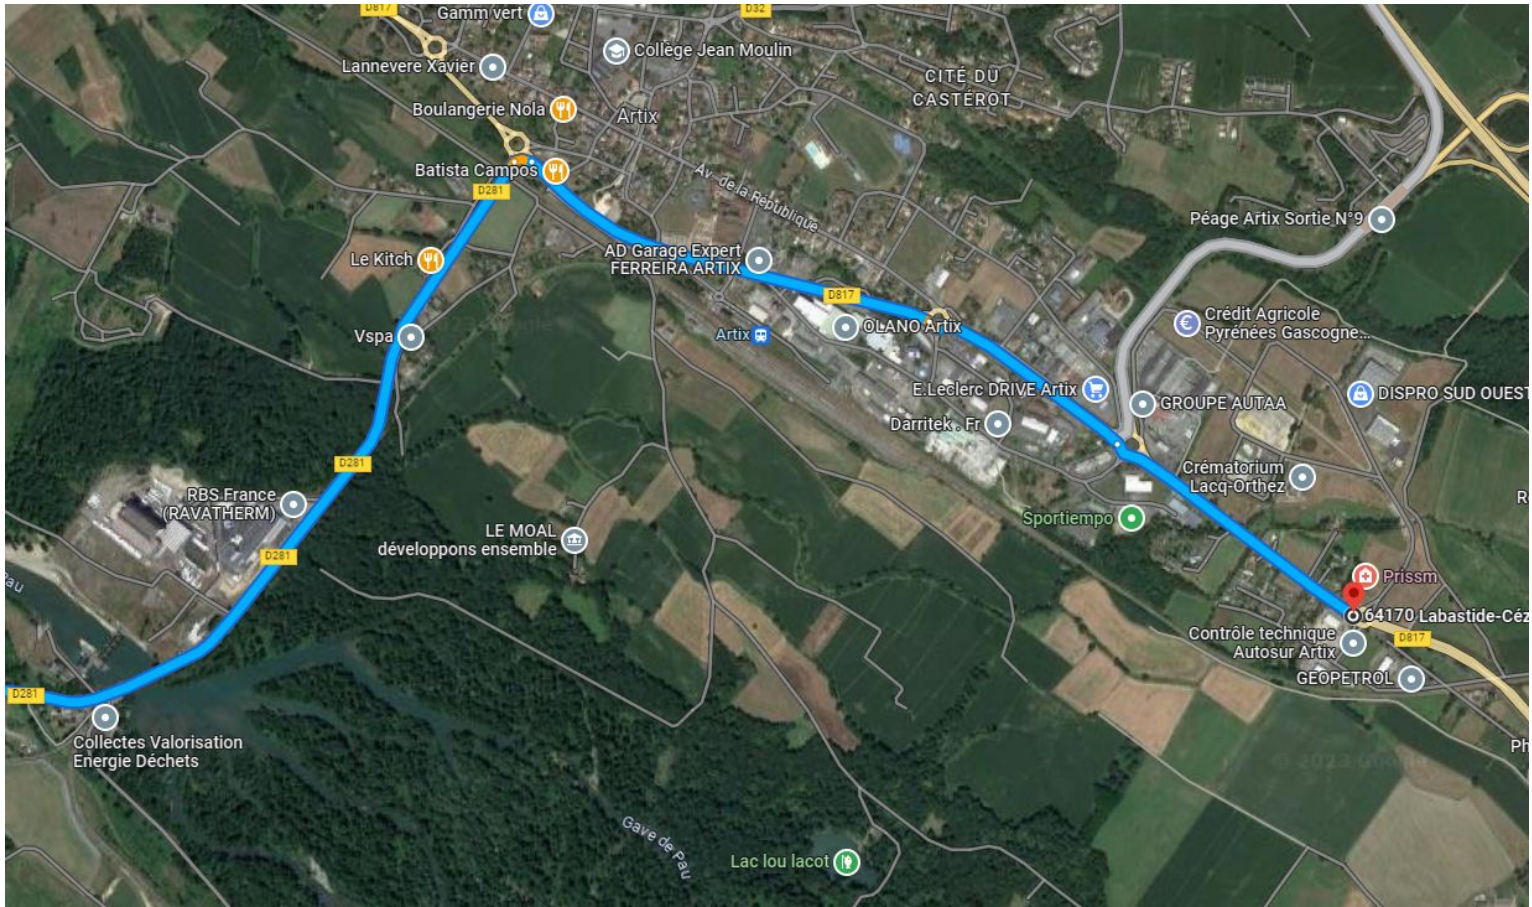 D817
Gamm vert
D32
Lannevere Xavier
Collège Jean Moulin
CITÉ DU
CASTÉROT
Boulangerie Nola
Artix
Batista Campos
D281
Av. de la République
Péage Artix Sortie N°9
Le Kitch
AD Garage Expert
FERREIRA ARTIX
D817
Vspa
Artix
OLANO Artix
Crédit Agricole
Pyrénées Gascogne...
E.Leclerc DRIVE Artix
GROUPE AUTAA
DISPRO SUD OUEST
Darritek . Fr
D281
Crématorium
Lacq-Orthez
RBS France
(RAVATHERM)
Sportiempo
LE MOAL
développons ensemble
D281
Pau
Prissm
64170 Labastide-Céz
Contrôle technique
Autosur Artix
D817
GEOPETROL
D281
Collectes Valorisation
Energie Déchets
Ph
Gave de Pau
Lac lou lacot